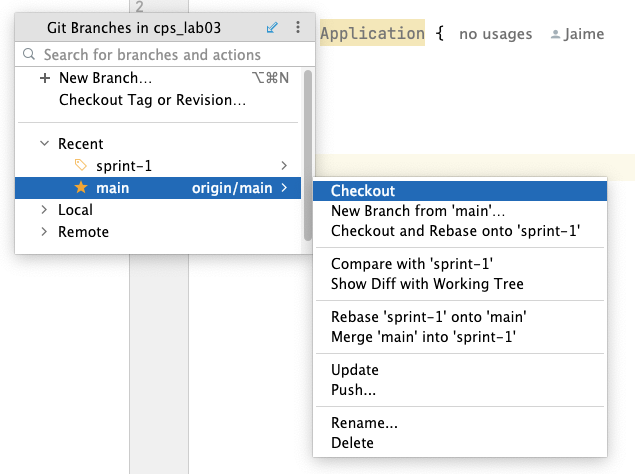 2
Git Branches in cps_lab03
Application { no usages Jaime
Search for branches and actions
New Branch… ⌥⌘N
Checkout Tag or Revision…
Recent
sprint-1
main origin/main
Local
Remote
Checkout
New Branch from 'main'…
Checkout and Rebase onto 'sprint-1'
Compare with 'sprint-1'
Show Diff with Working Tree
Rebase 'sprint-1' onto 'main'
Merge 'main' into 'sprint-1'
Update
Push…
Rename…
Delete